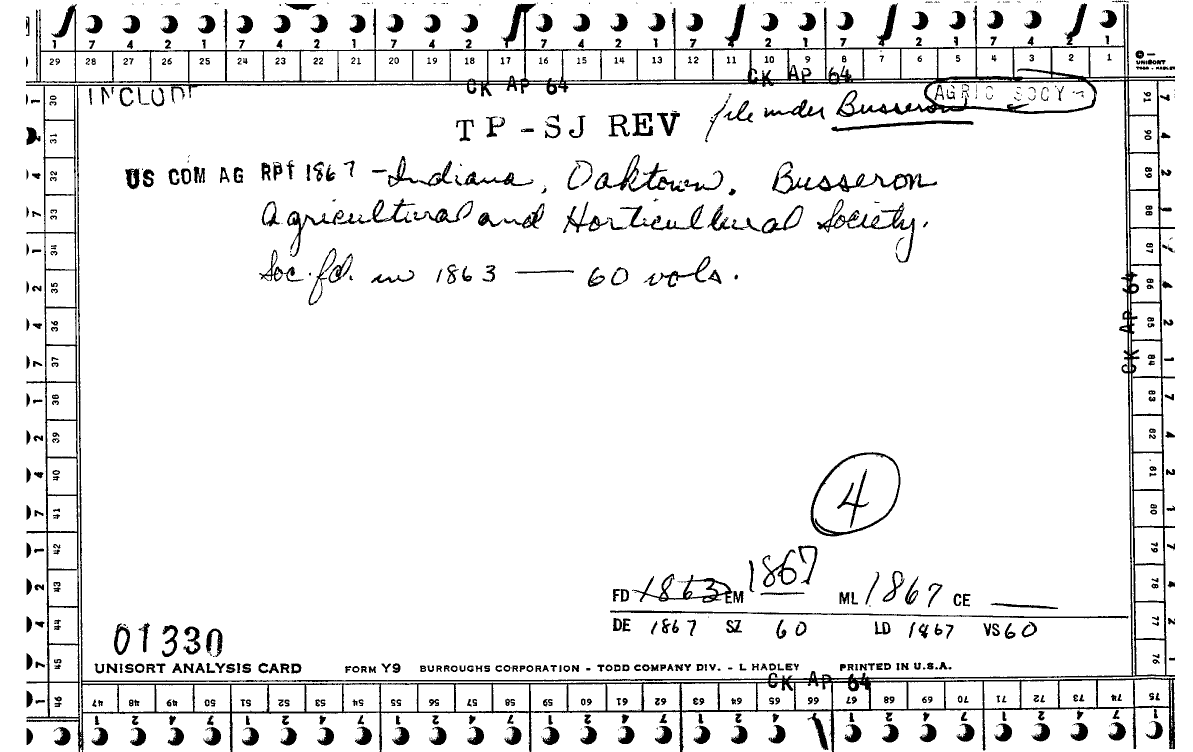 7 4 2 1 7 4 2 1 7 4 2 1 7 4 2 1 7 4 2 1 7 4 2 1 7 4 2 1
29 28 27 26 25 24 23 22 21 20 19 18 17 16 15 14 13 12 11 10 9 8 7 6 5 4 3 2 1
UNISORT
TODD - HADLEY
CK AP 64 CK AP 64
INCLUDE AGRIC SOCY
TP-SJ REV file under Busseron
US COM AG RPT 1867 - Indiana, Oaktown. Busseron
Agricultural and Horticultural Society.
Soc. fd. in 1863 — 60 vols.
CK AP 64
4
FD 1863 EM 1867 ML 1867 CE
DE 1867 SZ 60 LD 1867 VS 60
01330
UNISORT ANALYSIS CARD FORM Y9 BURROUGHS CORPORATION - TODD COMPANY DIV. - L HADLEY PRINTED IN U.S.A.
CK AP 64
30 31 32 33 34 35 36 37 38 39 40 41 42 43 44 45 46
91 90 89 88 87 86 85 84 83 82 81 80 79 78 77 76
47 48 49 50 51 52 53 54 55 56 57 58 59 60 61 62 63 64 65 66 67 68 69 70 71 72 73 74 75